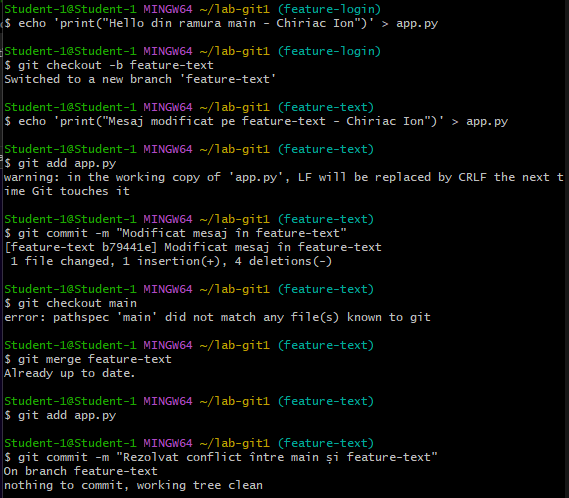 Student-1@Student-1 MINGW64 ~/lab-git1 (feature-login)
$ echo 'print("Hello din ramura main - Chiriac Ion")' > app.py
Student-1@Student-1 MINGW64 ~/lab-git1 (feature-login)
$ git checkout -b feature-text
Switched to a new branch 'feature-text'
Student-1@Student-1 MINGW64 ~/lab-git1 (feature-text)
$ echo 'print("Mesaj modificat pe feature-text - Chiriac Ion")' > app.py
Student-1@Student-1 MINGW64 ~/lab-git1 (feature-text)
$ git add app.py
warning: in the working copy of 'app.py', LF will be replaced by CRLF the next t
ime Git touches it
Student-1@Student-1 MINGW64 ~/lab-git1 (feature-text)
$ git commit -m "Modificat mesaj în feature-text"
[feature-text b79441e] Modificat mesaj în feature-text
 1 file changed, 1 insertion(+), 4 deletions(-)
Student-1@Student-1 MINGW64 ~/lab-git1 (feature-text)
$ git checkout main
error: pathspec 'main' did not match any file(s) known to git
Student-1@Student-1 MINGW64 ~/lab-git1 (feature-text)
$ git merge feature-text
Already up to date.
Student-1@Student-1 MINGW64 ~/lab-git1 (feature-text)
$ git add app.py
Student-1@Student-1 MINGW64 ~/lab-git1 (feature-text)
$ git commit -m "Rezolvat conflict între main și feature-text"
On branch feature-text
nothing to commit, working tree clean